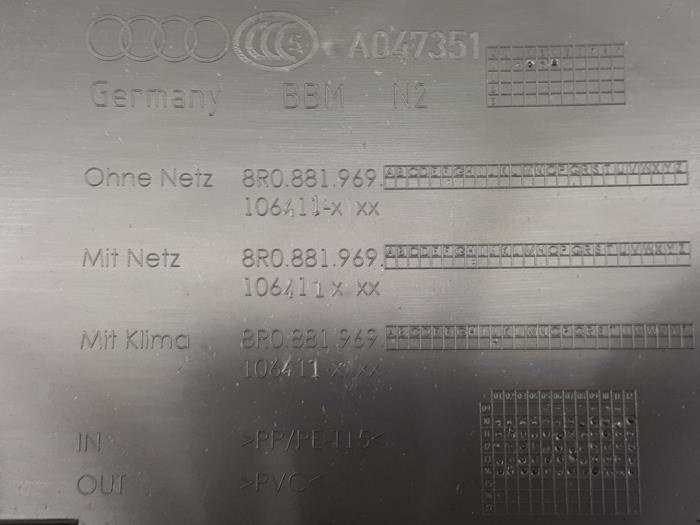 CCC S A047351
Germany BBM N2
Ohne Netz 8R0.881.969. A B C D E F G H I J K L M N O P Q R S T U V W X Y Z
106411-x xx
Mit Netz 8R0.881.969. A B C D E F G H I J K L M N O P Q R S T U V W X Y Z
106411 x xx
Mit Klima 8R0.881.969. A B C D E F G H I J K L M N O P Q R S T U V W X Y Z
106411- xx
IN >PP/PE-T15<
OUT >PVC<